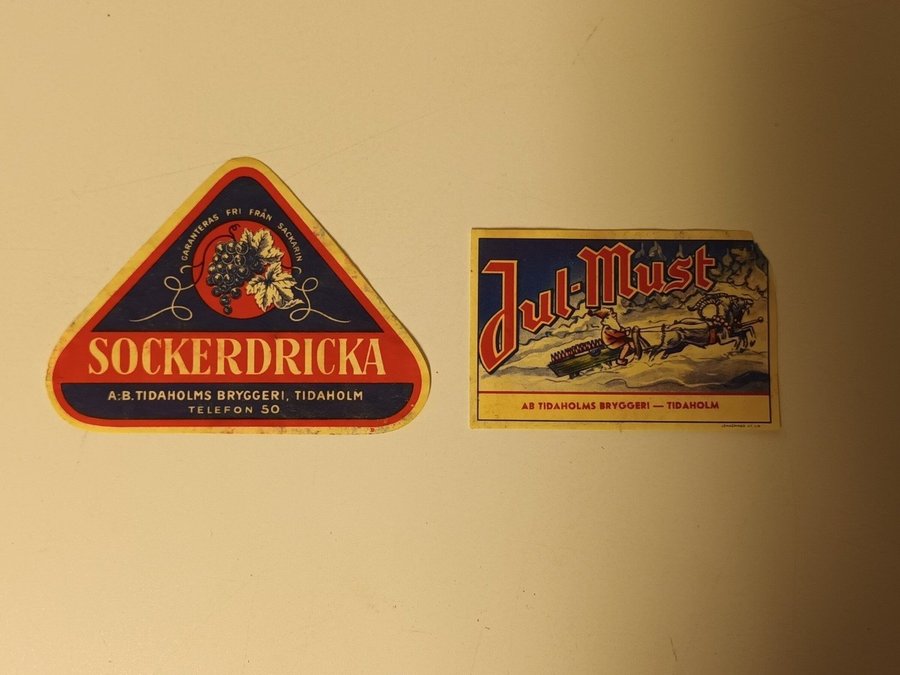 GARANTERAS FRI FRÅN SACKARIN
SOCKERDRICKA
A:B. TIDAHOLMS BRYGGERI, TIDAHOLM
TELEFON 50
Jul-Must
AB TIDAHOLMS BRYGGERI — TIDAHOLM